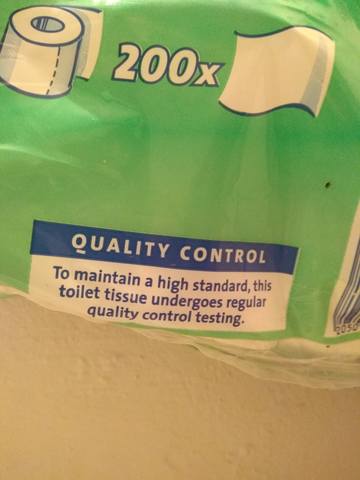 200x
QUALITY CONTROL
To maintain a high standard, this
toilet tissue undergoes regular
quality control testing.